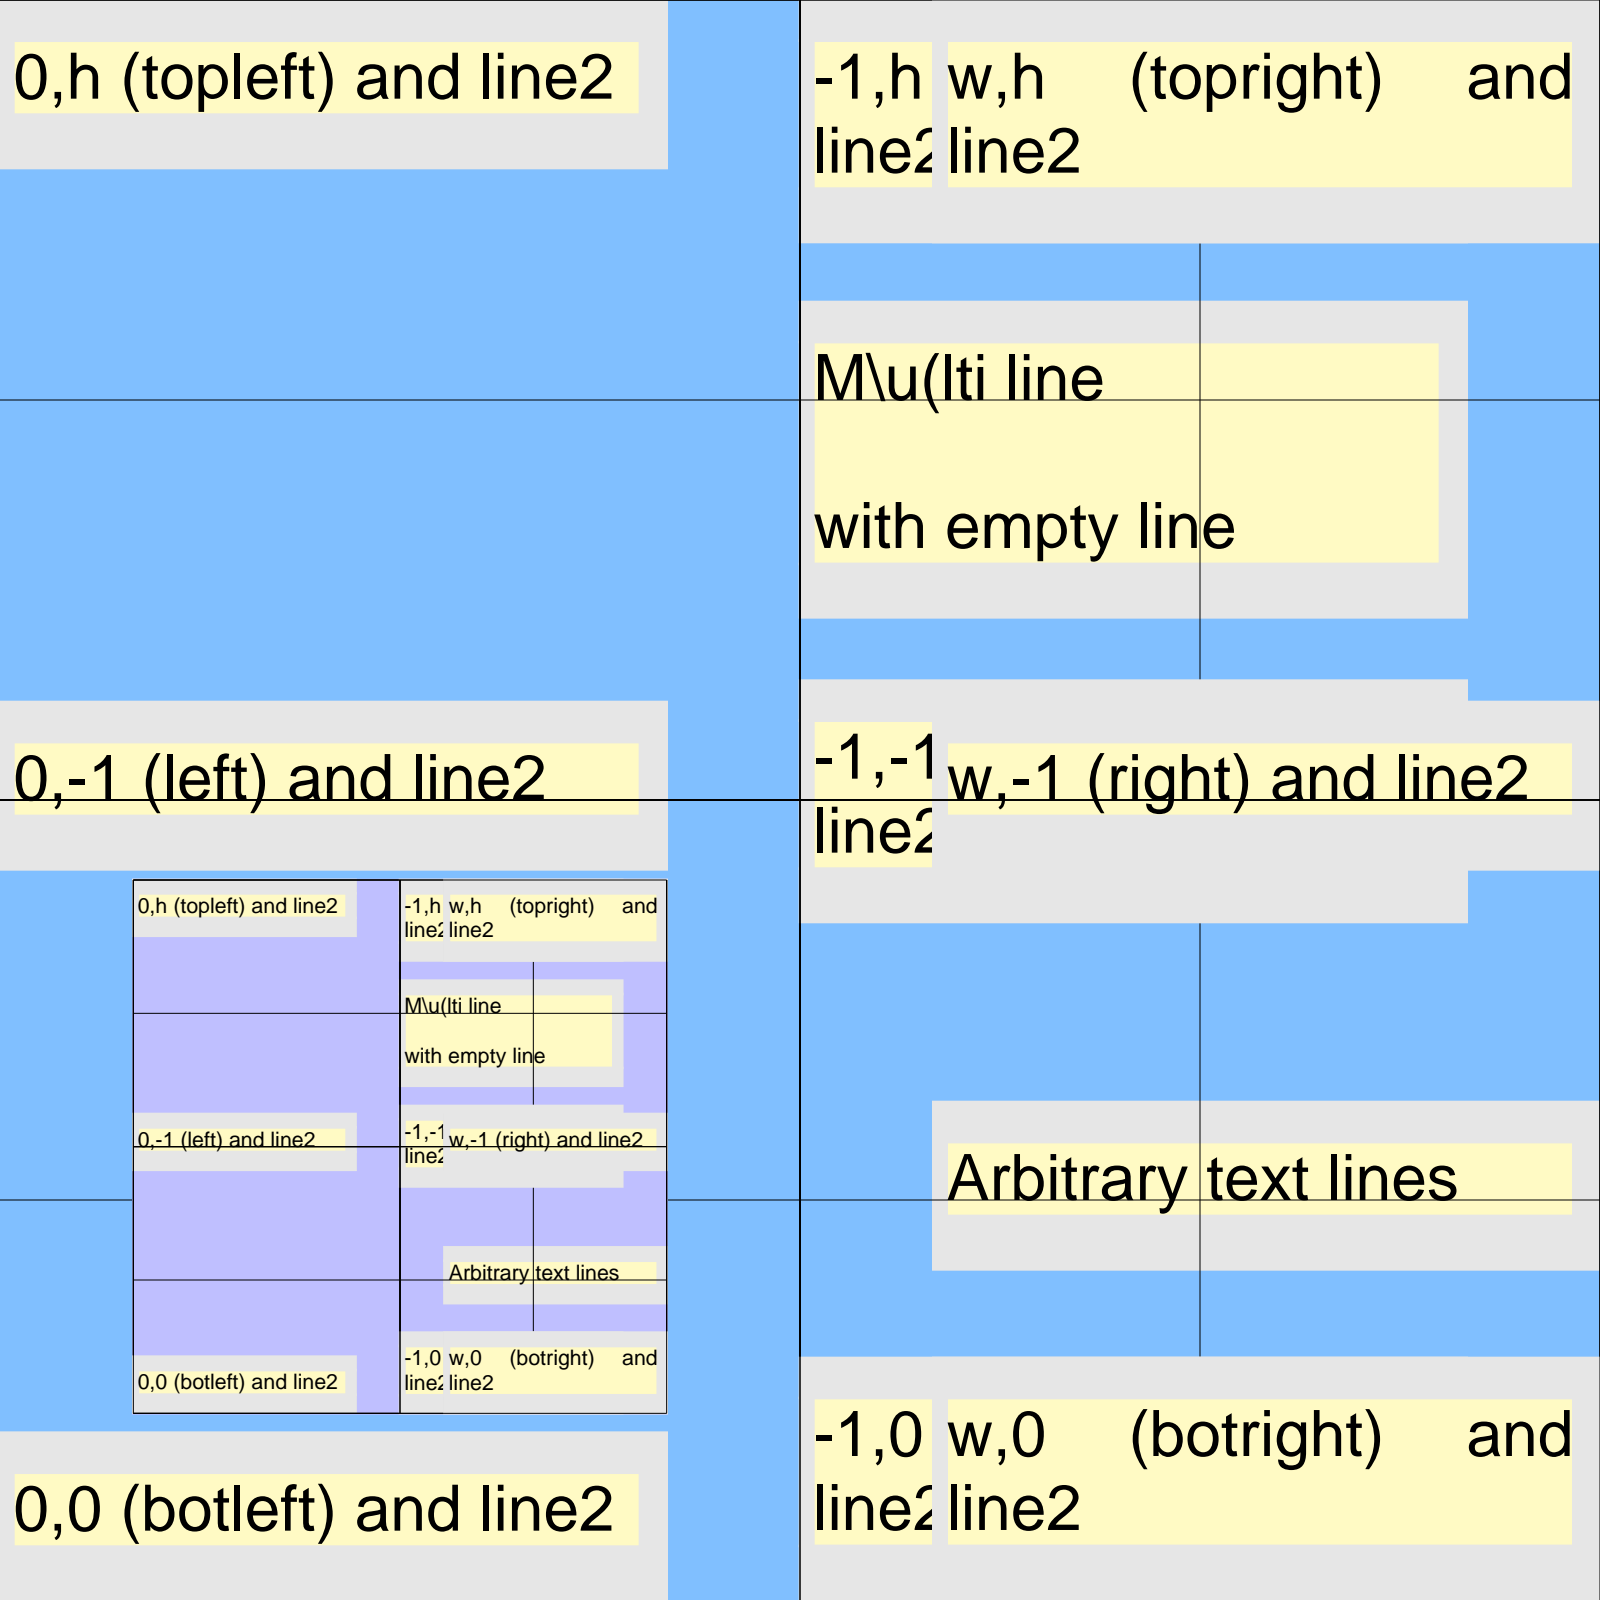 0,h (topleft) and line2
-1,h
line2
w,h (topright) and
line2
M\u(lti line
with empty line
0,-1 (left) and line2
-1,-1
line2
w,-1 (right) and line2
0,h (topleft) and line2
-1,h
line2
w,h (topright) and
line2
M\u(lti line
with empty line
0,-1 (left) and line2
-1,-1
line2
w,-1 (right) and line2
Arbitrary text lines
0,0 (botleft) and line2
-1,0
line2
w,0 (botright) and
line2
Arbitrary text lines
0,0 (botleft) and line2
-1,0
line2
w,0 (botright) and
line2